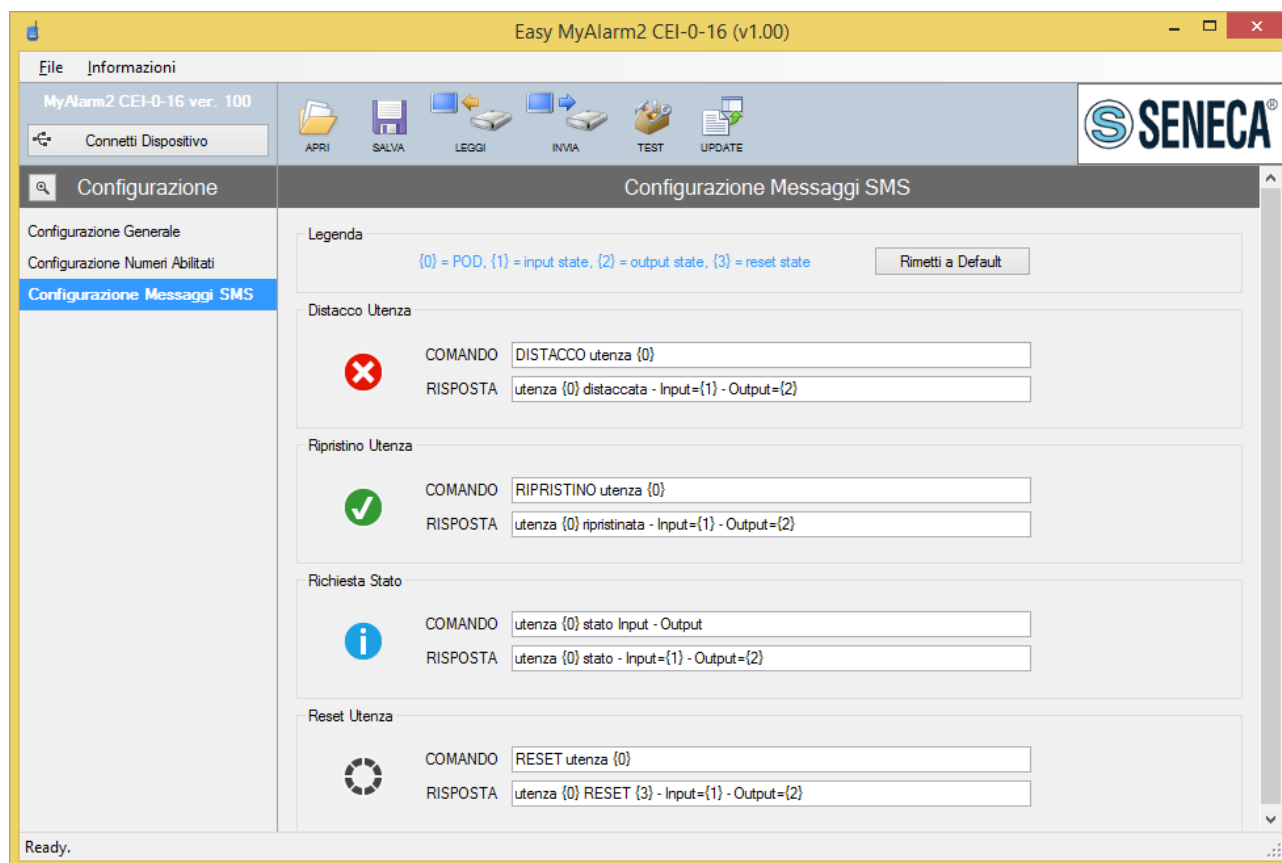 Easy MyAlarm2 CEI-0-16 (v1.00)
File Informazioni
MyAlarm2 CEI-0-16 ver. 100
Connetti Dispositivo
APRI SALVA LEGGI INVIA TEST UPDATE
S SENECA®
Configurazione
Configurazione Generale
Configurazione Numeri Abilitati
Configurazione Messaggi SMS
Configurazione Messaggi SMS
Legenda
{0} = POD, {1} = input state, {2} = output state, {3} = reset state
Rimetti a Default
Distacco Utenza
COMANDO DISTACCO utenza {0}
RISPOSTA utenza {0} distaccata - Input={1} - Output={2}
Ripristino Utenza
COMANDO RIPRISTINO utenza {0}
RISPOSTA utenza {0} ripristinata - Input={1} - Output={2}
Richiesta Stato
COMANDO utenza {0} stato Input - Output
RISPOSTA utenza {0} stato - Input={1} - Output={2}
Reset Utenza
COMANDO RESET utenza {0}
RISPOSTA utenza {0} RESET {3} - Input={1} - Output={2}
Ready.